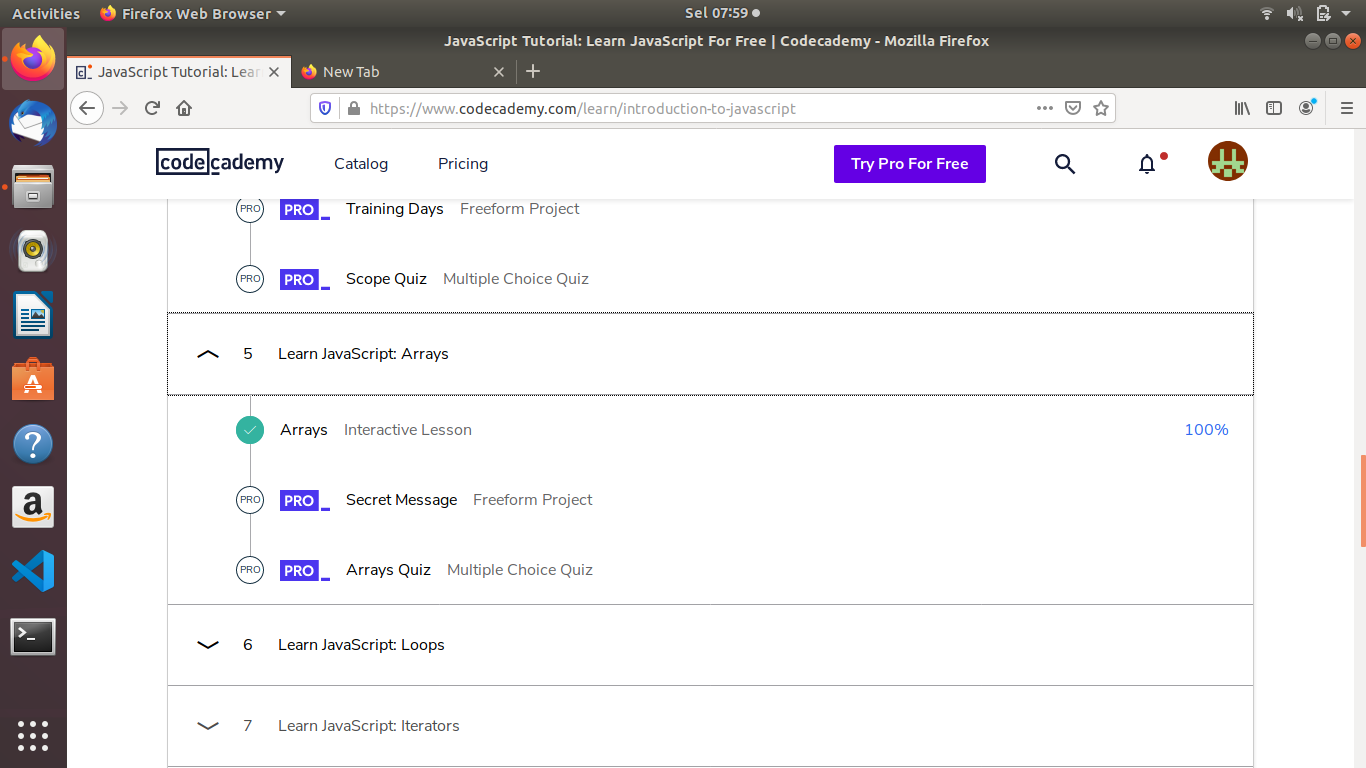 Activities Firefox Web Browser Sel 07:59
JavaScript Tutorial: Learn JavaScript For Free | Codecademy - Mozilla Firefox
JavaScript Tutorial: Lear New Tab
https://www.codecademy.com/learn/introduction-to-javascript
codecademy Catalog Pricing Try Pro For Free
PRO PRO Training Days Freeform Project
PRO PRO Scope Quiz Multiple Choice Quiz
5 Learn JavaScript: Arrays
Arrays Interactive Lesson 100%
PRO PRO Secret Message Freeform Project
PRO PRO Arrays Quiz Multiple Choice Quiz
6 Learn JavaScript: Loops
7 Learn JavaScript: Iterators